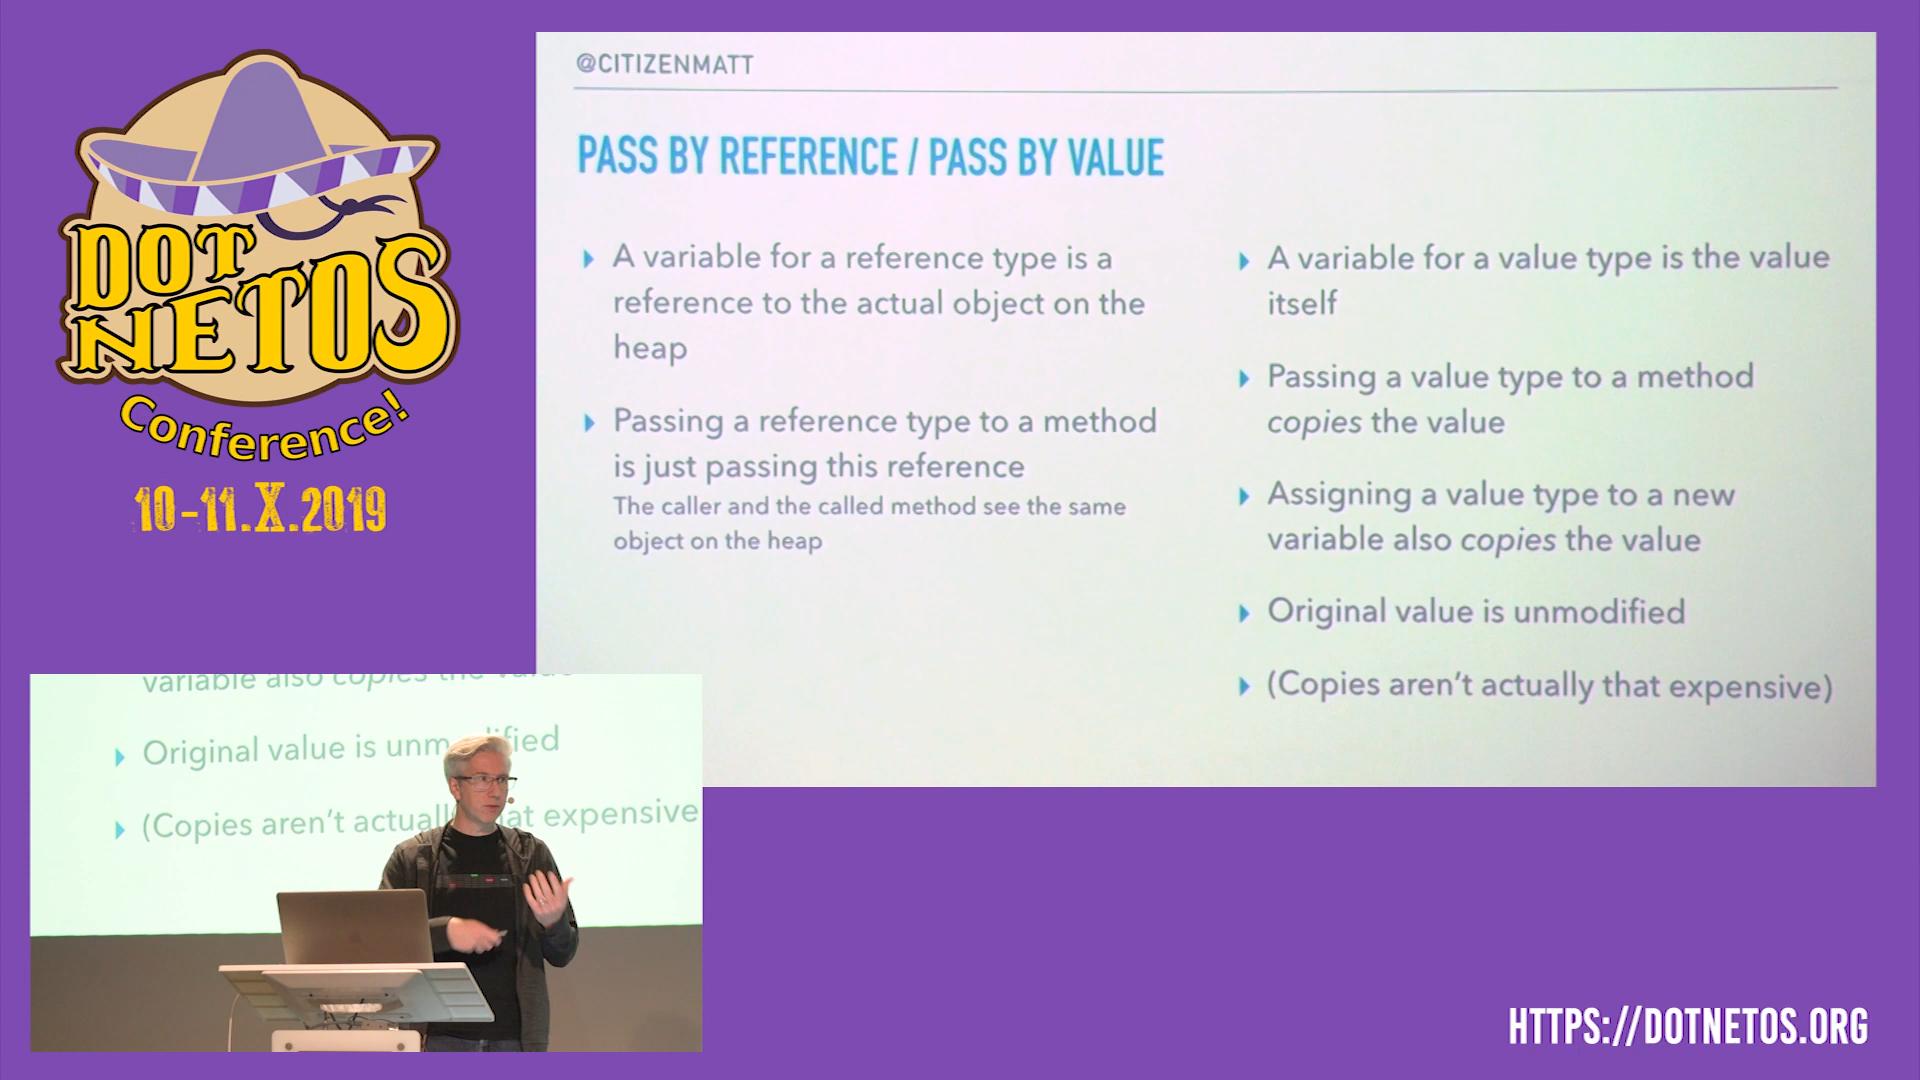 DOT
NETOS
Conference!
10-11.X.2019
@CITIZENMATT
PASS BY REFERENCE / PASS BY VALUE
A variable for a reference type is a
reference to the actual object on the
heap
Passing a reference type to a method
is just passing this reference
The caller and the called method see the same
object on the heap
A variable for a value type is the value
itself
Passing a value type to a method
copies the value
Assigning a value type to a new
variable also copies the value
Original value is unmodified
(Copies aren't actually that expensive)
variable also copies the value
Original value is unm ified
(Copies aren't actuall at expensive
HTTPS://DOTNETOS.ORG